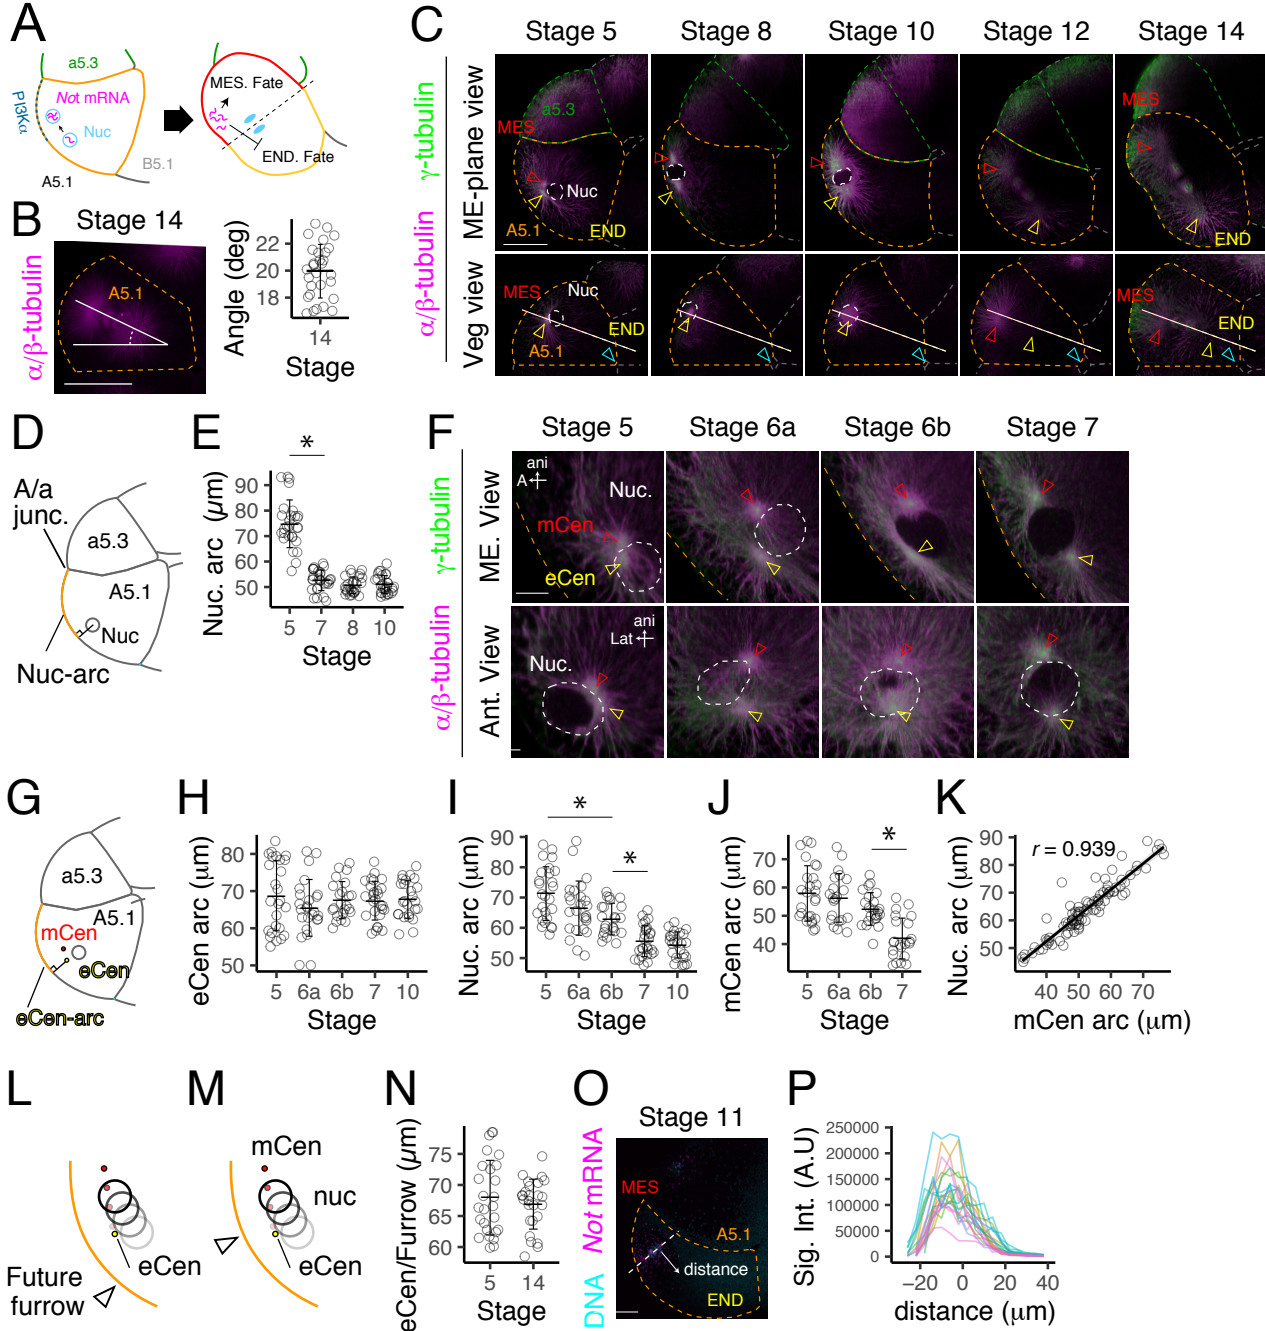 A
a5.3
PI3Kα
Not mRNA
Nuc
B5.1
A5.1
MES. Fate
END. Fate
B
Stage 14
α/β-tubulin
A5.1
Angle (deg)
22
20
18
14
Stage
C
Stage 5
Stage 8
Stage 10
Stage 12
Stage 14
γ-tubulin
α/β-tubulin
ME-plane view
Veg view
a5.3
MES
Nuc
A5.1
END
MES
END
MES
Nuc
END
A5.1
MES
END
D
A/a
junc.
a5.3
A5.1
Nuc
Nuc-arc
E
Nuc. arc (μm)
*
90
80
70
60
50
5 7 8 10
Stage
F
Stage 5
Stage 6a
Stage 6b
Stage 7
γ-tubulin
α/β-tubulin
ME. View
Ant. View
ani
A
Nuc.
mCen
eCen
ani
Lat
Nuc.
G
a5.3
A5.1
mCen
eCen
eCen-arc
H
eCen arc (μm)
80
70
60
50
5 6a 6b 7 10
Stage
I
Nuc. arc (μm)
*
*
90
80
70
60
50
5 6a 6b 7 10
Stage
J
mCen arc (μm)
*
70
60
50
40
5 6a 6b 7
Stage
K
Nuc. arc (μm)
r = 0.939
90
80
70
60
50
40 50 60 70
mCen arc (μm)
L
eCen
Future
furrow
M
mCen
nuc
eCen
N
eCen/Furrow (μm)
75
70
65
60
5 14
Stage
O
Stage 11
DNA Not mRNA
MES
A5.1
distance
END
P
Sig. Int. (A.U)
250000
200000
150000
100000
50000
0
−20 0 20 40
distance (μm)